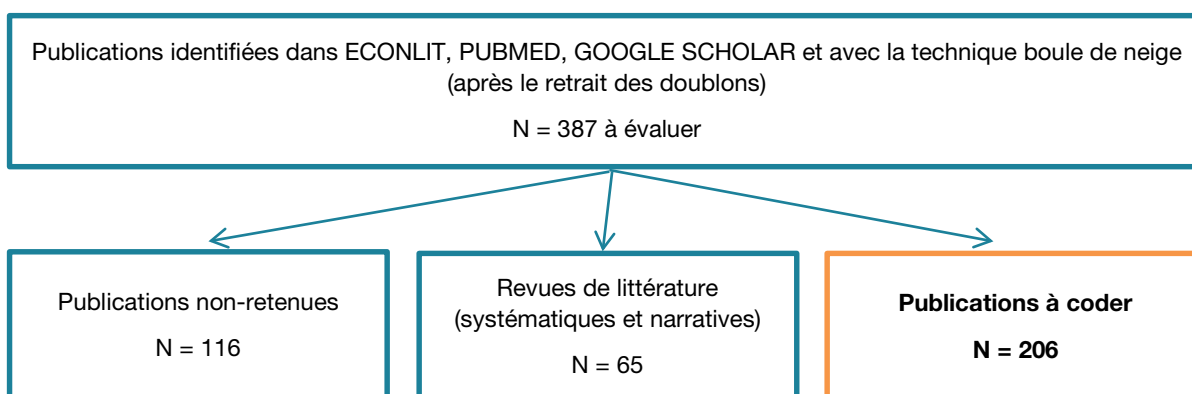 Publications identifiées dans ECONLIT, PUBMED, GOOGLE SCHOLAR et avec la technique boule de neige
(après le retrait des doublons)
N = 387 à évaluer
Publications non-retenues
N = 116
Revues de littérature
(systématiques et narratives)
N = 65
Publications à coder
N = 206